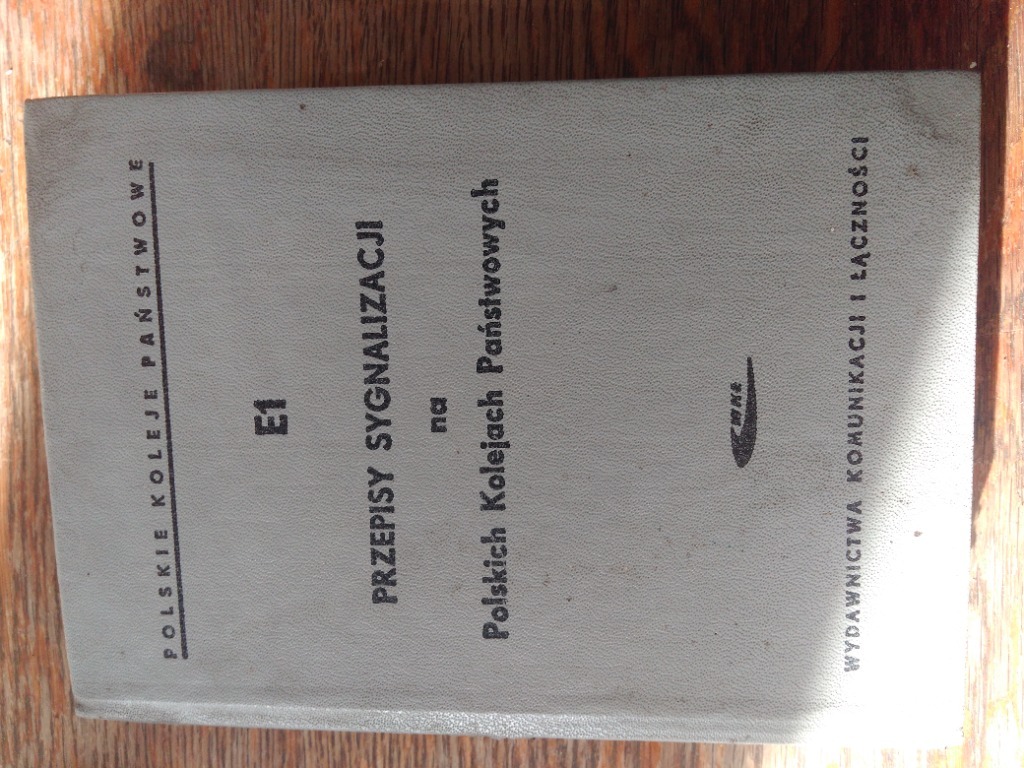 POLSKIE KOLEJE PAŃSTWOWE
E1
PRZEPISY SYGNALIZACJI
na
Polskich Kolejach Państwowych
WKŁ
WYDAWNICTWA KOMUNIKACJI I ŁĄCZNOŚCI